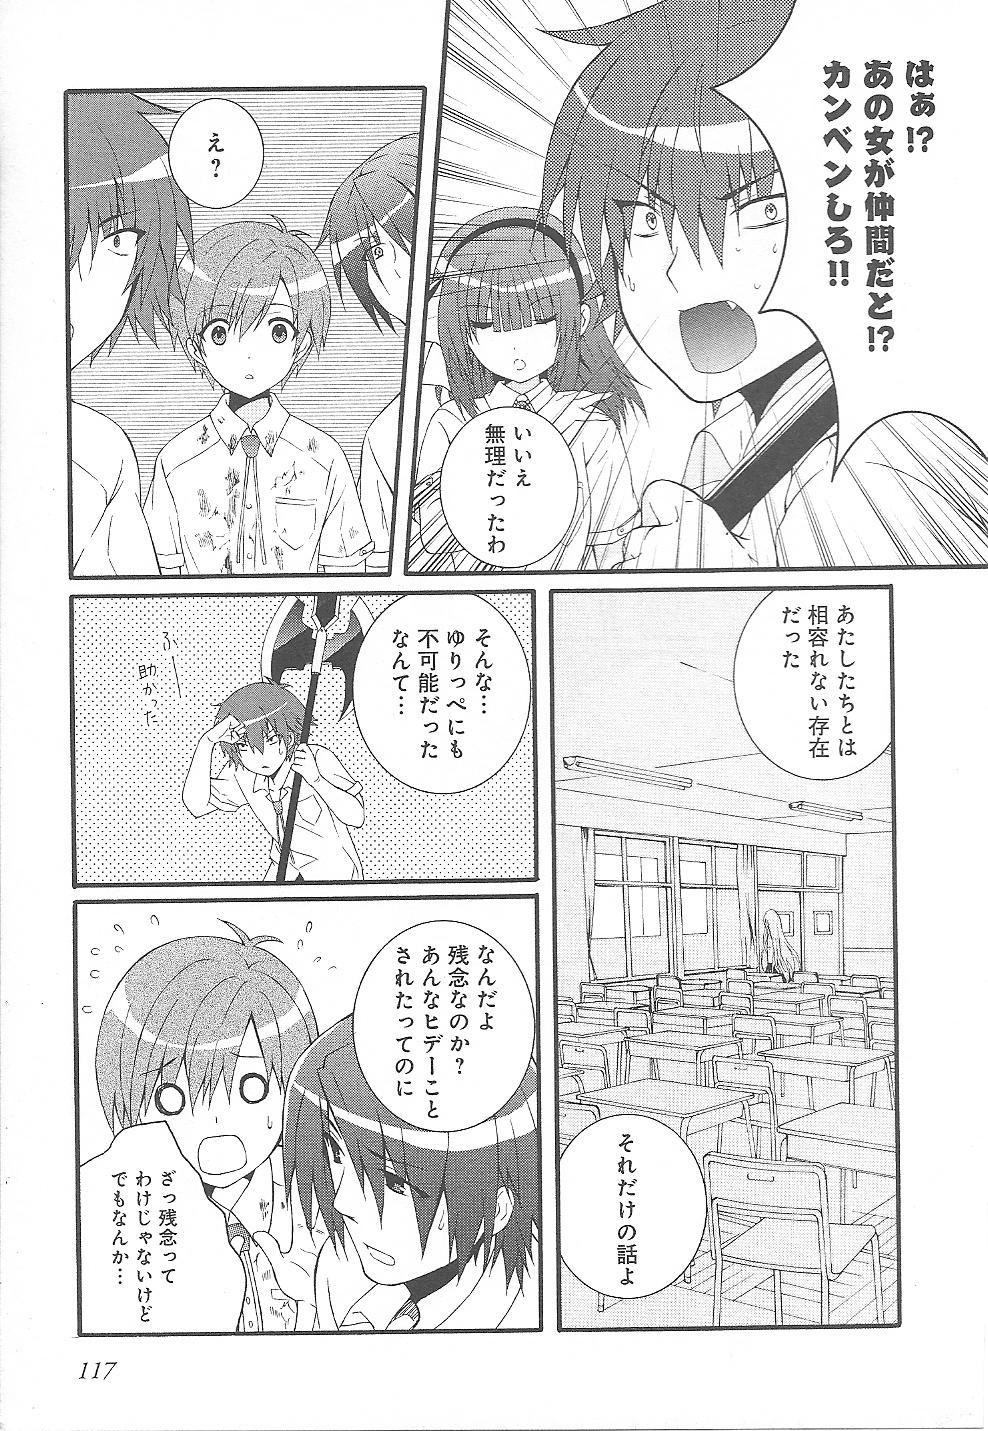 はぁ!?
あの女が仲間だと!?
カンベンしろ!!
いいえ
無理だったわ
え?
あたしたちとは
相容れない存在
だった
それだけの話よ
そんな…
ゆりっぺにも
不可能だった
なんて…
ふー
助かった
なんだよ
残念なのか?
あんなヒデーこと
されたってのに
ざっ残念って
わけじゃないけど
でもなんか…
117